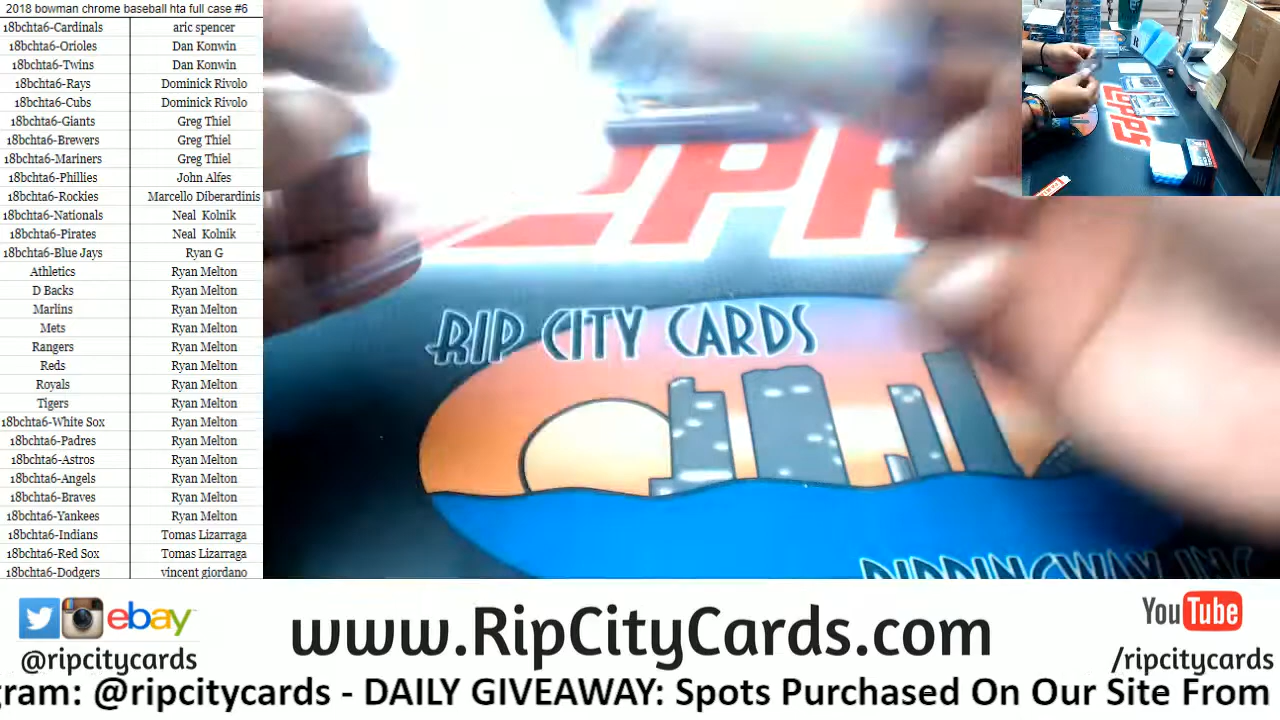 2018 bowman chrome baseball hta full case #6
18bchta6-Cardinals aric spencer
18bchta6-Orioles Dan Konwin
18bchta6-Twins Dan Konwin
18bchta6-Rays Dominick Rivolo
18bchta6-Cubs Dominick Rivolo
18bchta6-Giants Greg Thiel
18bchta6-Brewers Greg Thiel
18bchta6-Mariners Greg Thiel
18bchta6-Phillies John Alfes
18bchta6-Rockies Marcello Diberardinis
18bchta6-Nationals Neal Kolnik
18bchta6-Pirates Neal Kolnik
18bchta6-Blue Jays Ryan G
Athletics Ryan Melton
D Backs Ryan Melton
Marlins Ryan Melton
Mets Ryan Melton
Rangers Ryan Melton
Reds Ryan Melton
Royals Ryan Melton
Tigers Ryan Melton
18bchta6-White Sox Ryan Melton
18bchta6-Padres Ryan Melton
18bchta6-Astros Ryan Melton
18bchta6-Angels Ryan Melton
18bchta6-Braves Ryan Melton
18bchta6-Yankees Ryan Melton
18bchta6-Indians Tomas Lizarraga
18bchta6-Red Sox Tomas Lizarraga
18bchta6-Dodgers vincent giordano
RIP CITY CARDS
RIPPINGWAY INC
ebay
@ripcitycards
www.RipCityCards.com
YouTube
/ripcitycards
gram: @ripcitycards - DAILY GIVEAWAY: Spots Purchased On Our Site From